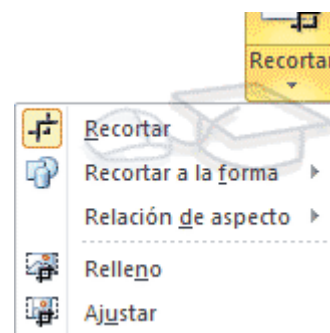 Recortar
Recortar
Recortar a la forma
Relación de aspecto
Relleno
Ajustar